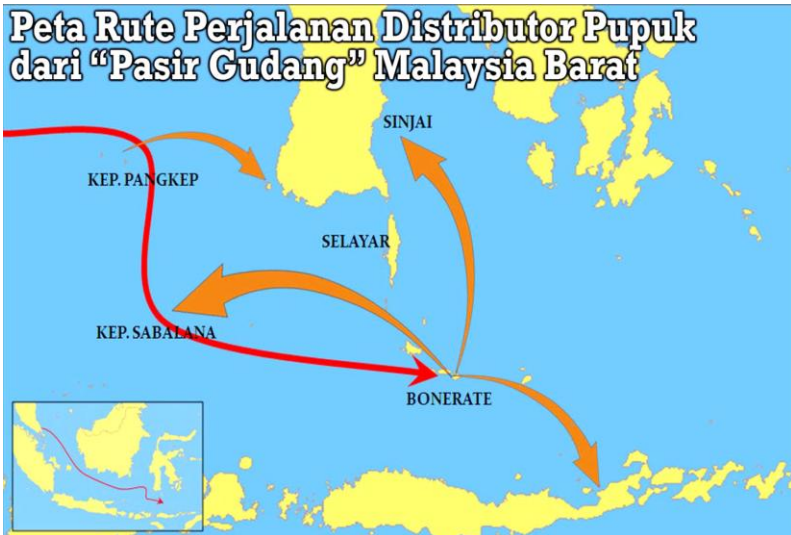 Peta Rute Perjalanan Distributor Pupuk
dari “Pasir Gudang” Malaysia Barat
SINJAI
KEP. PANGKEP
SELAYAR
KEP. SABALANA
BONERATE